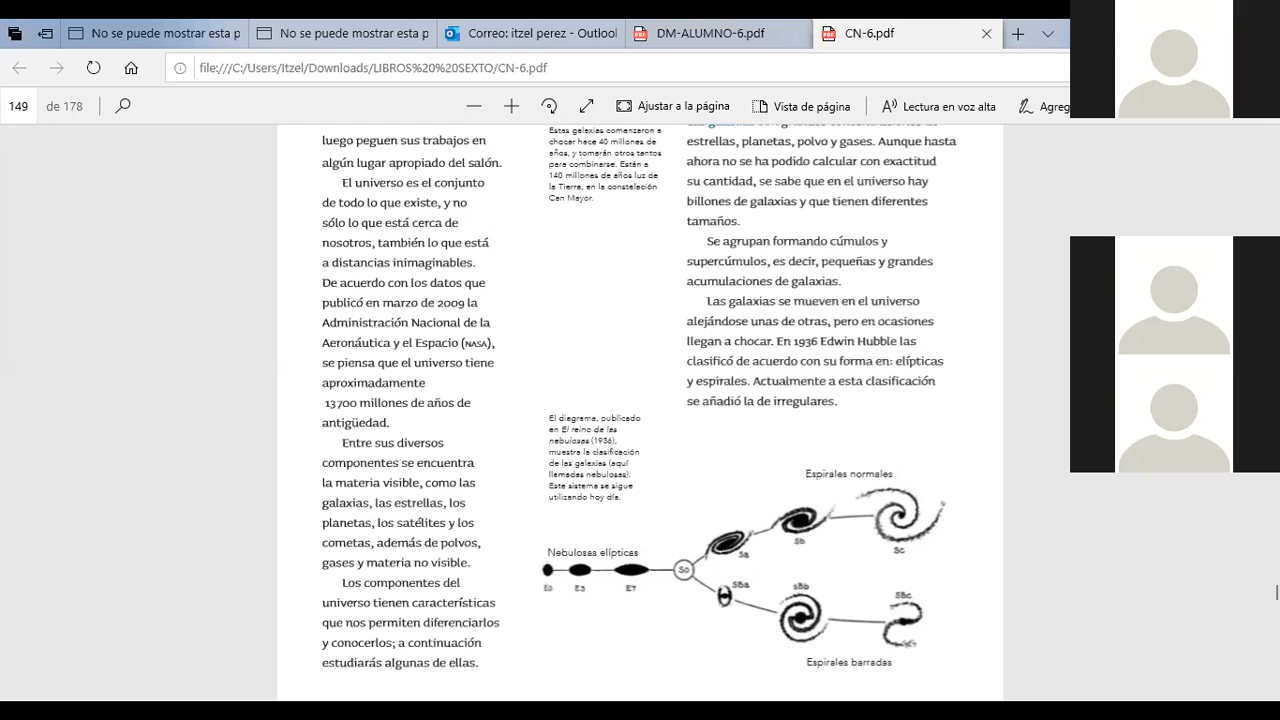 No se puede mostrar esta p
No se puede mostrar esta p
Correo: itzel perez - Outlool
DM-ALUMNO-6.pdf
CN-6.pdf
file:///C:/Users/Itzel/Downloads/LIBROS%20%20SEXTO/CN-6.pdf
149 de 178
Ajustar a la página
Vista de página
Lectura en voz alta
Agreg
luego peguen sus trabajos en
algún lugar apropiado del salón.
El universo es el conjunto
de todo lo que existe, y no
sólo lo que está cerca de
nosotros, también lo que está
a distancias inimaginables.
De acuerdo con los datos que
publicó en marzo de 2009 la
Administración Nacional de la
Aeronáutica y el Espacio (NASA),
se piensa que el universo tiene
aproximadamente
13700 millones de años de
antigüedad.
Entre sus diversos
componentes se encuentra
la materia visible, como las
galaxias, las estrellas, los
planetas, los satélites y los
cometas, además de polvos,
gases y materia no visible.
Los componentes del
universo tienen características
que nos permiten diferenciarlos
y conocerlos; a continuación
estudiarás algunas de ellas.
Estas galaxias comenzaron a
chocar hace 40 millones de
años, y tomarán otros tantos
para combinarse. Están a
140 millones de años luz de
la Tierra, en la constelación
Can Mayor.
estrellas, planetas, polvo y gases. Aunque hasta
ahora no se ha podido calcular con exactitud
su cantidad, se sabe que en el universo hay
billones de galaxias y que tienen diferentes
tamaños.
Se agrupan formando cúmulos y
supercúmulos, es decir, pequeñas y grandes
acumulaciones de galaxias.
Las galaxias se mueven en el universo
alejándose unas de otras, pero en ocasiones
llegan a chocar. En 1936 Edwin Hubble las
clasificó de acuerdo con su forma en: elípticas
y espirales. Actualmente a esta clasificación
se añadió la de irregulares.
El diagrama, publicado
en El reino de las
nebulosas (1936),
muestra la clasificación
de las galaxias (aquí
llamadas nebulosas).
Este sistema se sigue
utilizando hoy día.
Espirales normales
Sa
Sb
Sc
Nebulosas elípticas
E0
E3
E7
So
SBa
SBb
SBc
Espirales barradas